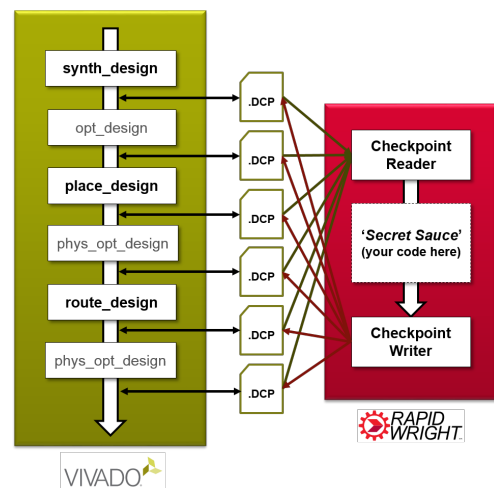 synth_design
opt_design
place_design
phys_opt_design
route_design
phys_opt_design
.DCP
.DCP
.DCP
.DCP
.DCP
.DCP
Checkpoint
Reader
‘Secret Sauce’
(your code here)
Checkpoint
Writer
VIVADO
RAPID
WRIGHT